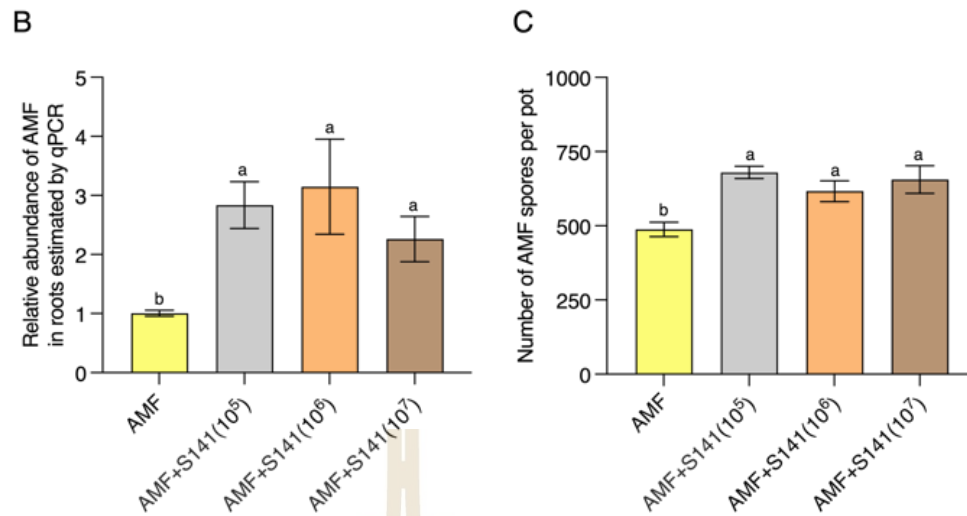 B
Relative abundance of AMF
in roots estimated by qPCR
5
4
3
2
1
0
b
a
a
a
AMF
AMF+S141(10⁵)
AMF+S141(10⁶)
AMF+S141(10⁷)
C
Number of AMF spores per pot
1000
750
500
250
0
b
a
a
a
AMF
AMF+S141(10⁵)
AMF+S141(10⁶)
AMF+S141(10⁷)